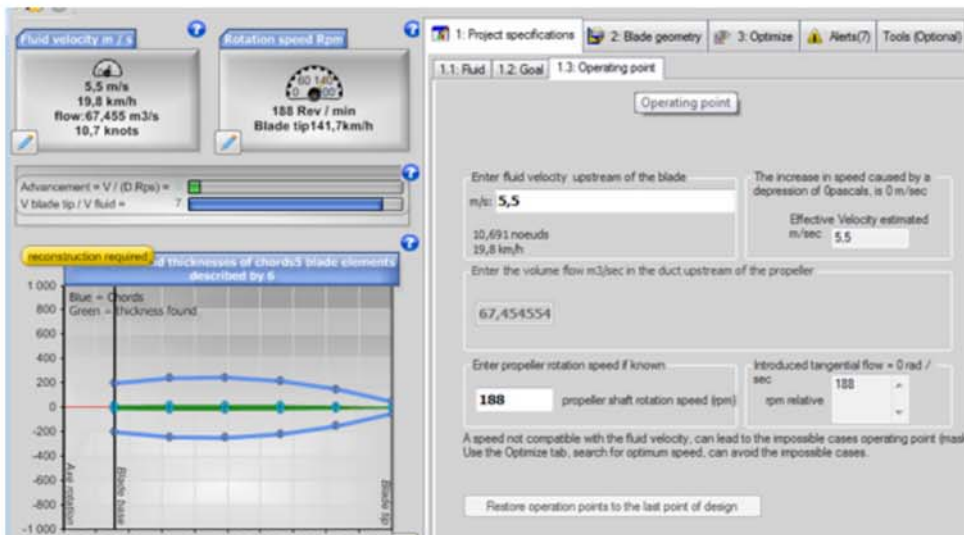 Fluid velocity m / s
5,5 m/s
19,8 km/h
flow:67,455 m3/s
10,7 knots
Rotation speed Rpm
60 140
0 200
188 Rev / min
Blade tip141,7km/h
Advancement = V / (D.Rps) =
V blade tip / V fluid = 7
reconstruction required
d thicknesses of chords5 blade elements
described by 6
Blue = Chords
Green = thickness found
1 000
800
600
400
200
0
-200
-400
-600
-800
-1 000
Axe rotation
Blade base
Blade tip
1: Project specifications
2: Blade geometry
3: Optimize
Alerts(7)
Tools (Optional)
1.1: Fluid
1.2: Goal
1.3: Operating point
Operating point
Enter fluid velocity upstream of the blade
m/s: 5,5
10,691 noeuds
19,8 km/h
The increase in speed caused by a
depression of 0pascals, is 0 m/sec
Effective Velocity estimated
m/sec: 5,5
Enter the volume flow m3/sec in the duct upstream of the propeller
67,454554
Enter propeller rotation speed if known
188 propeller shaft rotation speed (rpm)
Introduced tangential flow = 0 rad /
sec
rpm relative 188
A speed not compatible with the fluid velocity, can lead to the impossible cases operating point (mask
Use the Optimize tab, search for optimum speed, can avoid the impossible cases.
Restore operation points to the last point of design